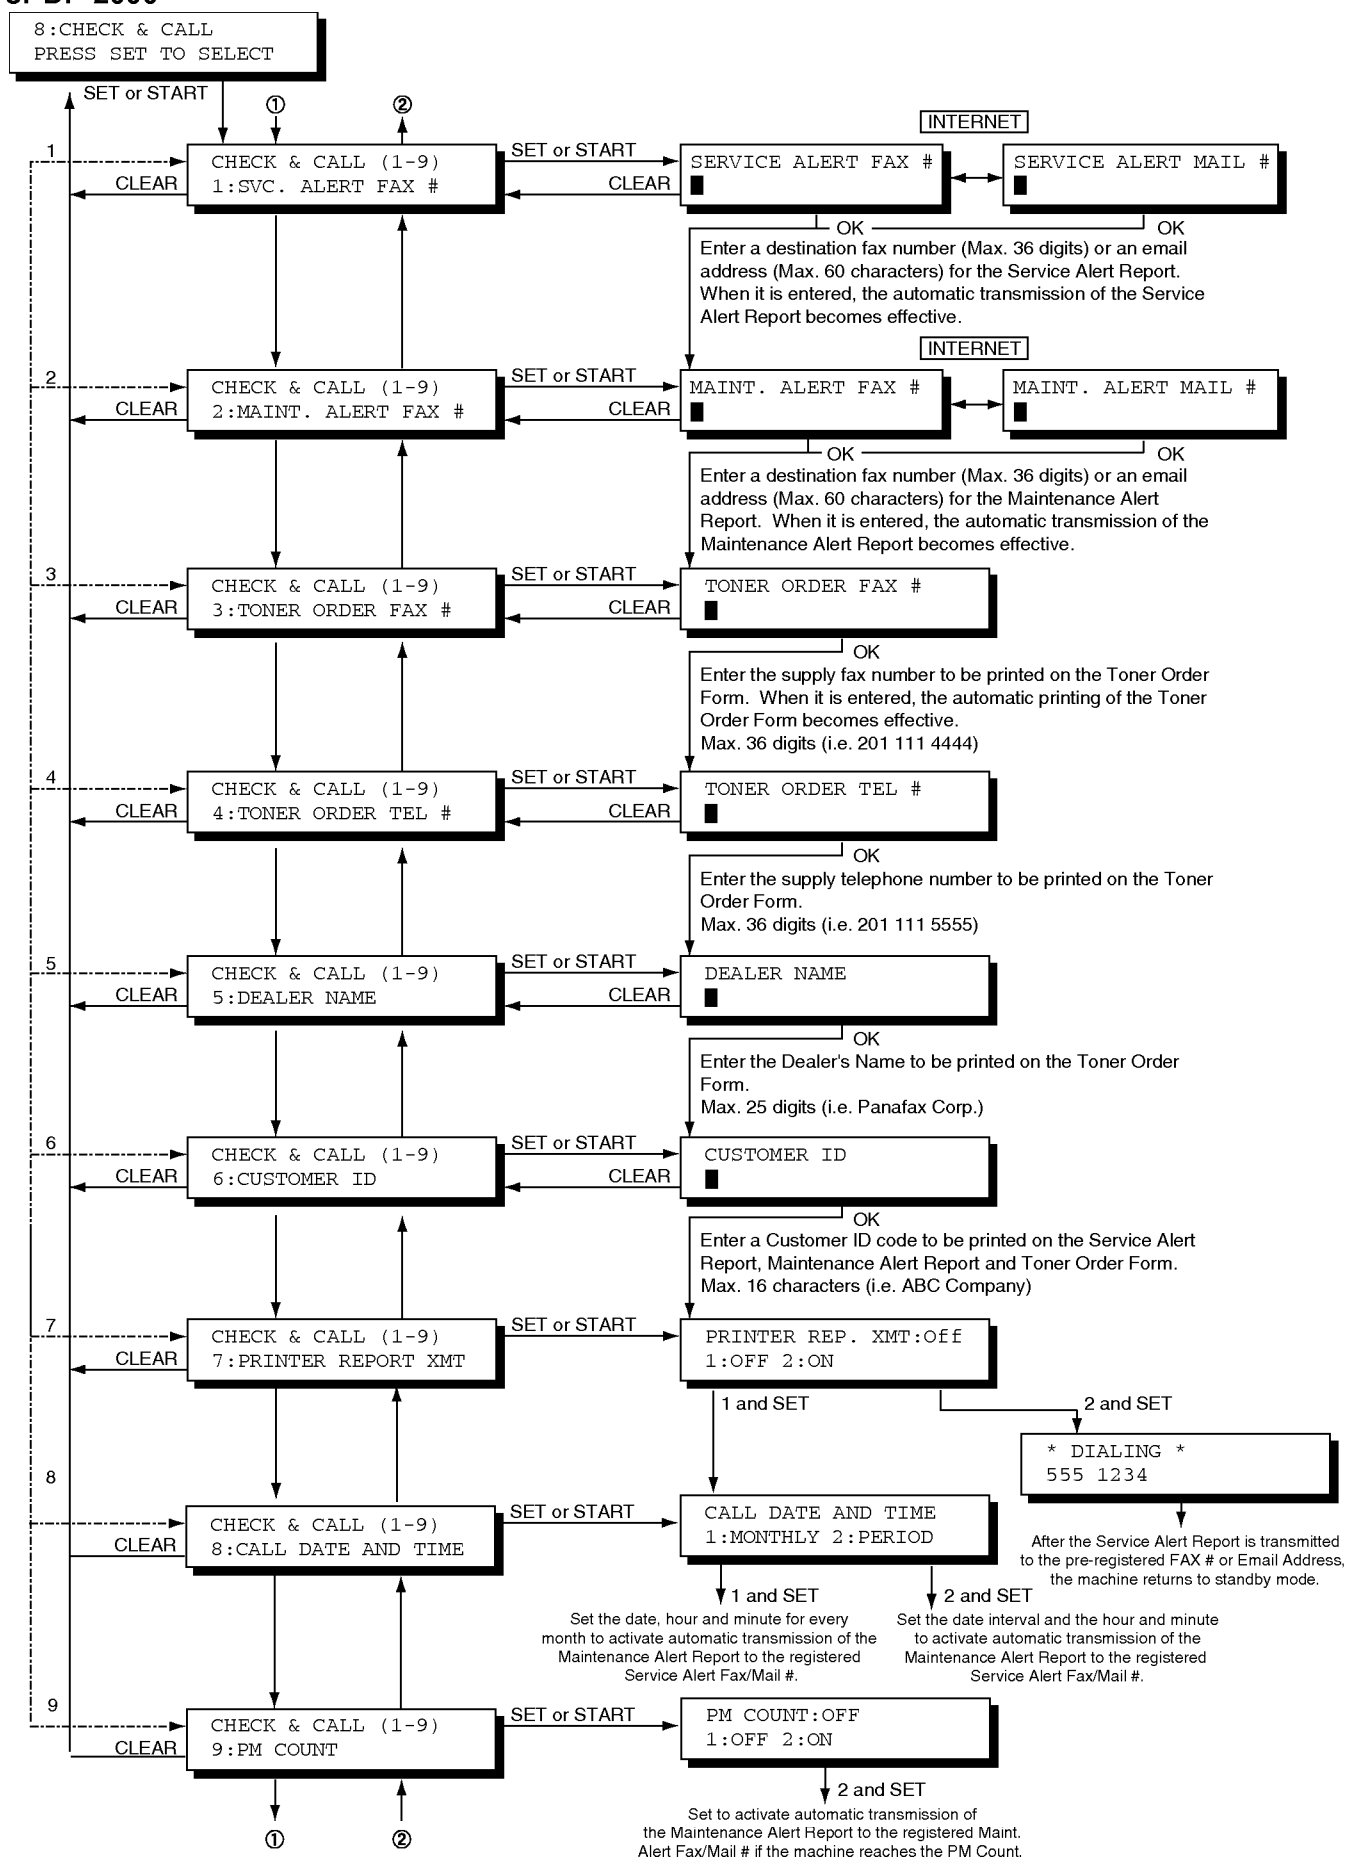 8:CHECK & CALL
PRESS SET TO SELECT
SET or START
① ②
INTERNET
1
CHECK & CALL (1-9)
1:SVC. ALERT FAX #
SET or START
CLEAR
CLEAR
SERVICE ALERT FAX #
SERVICE ALERT MAIL #
OK
OK
Enter a destination fax number (Max. 36 digits) or an email
address (Max. 60 characters) for the Service Alert Report.
When it is entered, the automatic transmission of the Service
Alert Report becomes effective.
INTERNET
2
CHECK & CALL (1-9)
2:MAINT. ALERT FAX #
SET or START
CLEAR
CLEAR
MAINT. ALERT FAX #
MAINT. ALERT MAIL #
OK
OK
Enter a destination fax number (Max. 36 digits) or an email
address (Max. 60 characters) for the Maintenance Alert
Report. When it is entered, the automatic transmission of the
Maintenance Alert Report becomes effective.
3
CHECK & CALL (1-9)
3:TONER ORDER FAX #
SET or START
CLEAR
CLEAR
TONER ORDER FAX #
OK
Enter the supply fax number to be printed on the Toner Order
Form. When it is entered, the automatic printing of the Toner
Order Form becomes effective.
Max. 36 digits (i.e. 201 111 4444)
4
CHECK & CALL (1-9)
4:TONER ORDER TEL #
SET or START
CLEAR
CLEAR
TONER ORDER TEL #
OK
Enter the supply telephone number to be printed on the Toner
Order Form.
Max. 36 digits (i.e. 201 111 5555)
5
CHECK & CALL (1-9)
5:DEALER NAME
SET or START
CLEAR
CLEAR
DEALER NAME
OK
Enter the Dealer's Name to be printed on the Toner Order
Form.
Max. 25 digits (i.e. Panafax Corp.)
6
CHECK & CALL (1-9)
6:CUSTOMER ID
SET or START
CLEAR
CLEAR
CUSTOMER ID
OK
Enter a Customer ID code to be printed on the Service Alert
Report, Maintenance Alert Report and Toner Order Form.
Max. 16 characters (i.e. ABC Company)
7
CHECK & CALL (1-9)
7:PRINTER REPORT XMT
SET or START
CLEAR
PRINTER REP. XMT:Off
1:OFF 2:ON
1 and SET
2 and SET
* DIALING *
555 1234
After the Service Alert Report is transmitted
to the pre-registered FAX # or Email Address,
the machine returns to standby mode.
8
CHECK & CALL (1-9)
8:CALL DATE AND TIME
SET or START
CLEAR
CALL DATE AND TIME
1:MONTHLY 2:PERIOD
1 and SET
Set the date, hour and minute for every
month to activate automatic transmission of the
Maintenance Alert Report to the registered
Service Alert Fax/Mail #.
2 and SET
Set the date interval and the hour and minute
to activate automatic transmission of the
Maintenance Alert Report to the registered
Service Alert Fax/Mail #.
9
CHECK & CALL (1-9)
9:PM COUNT
SET or START
CLEAR
PM COUNT:OFF
1:OFF 2:ON
2 and SET
Set to activate automatic transmission of
the Maintenance Alert Report to the registered Maint.
Alert Fax/Mail # if the machine reaches the PM Count.
① ②